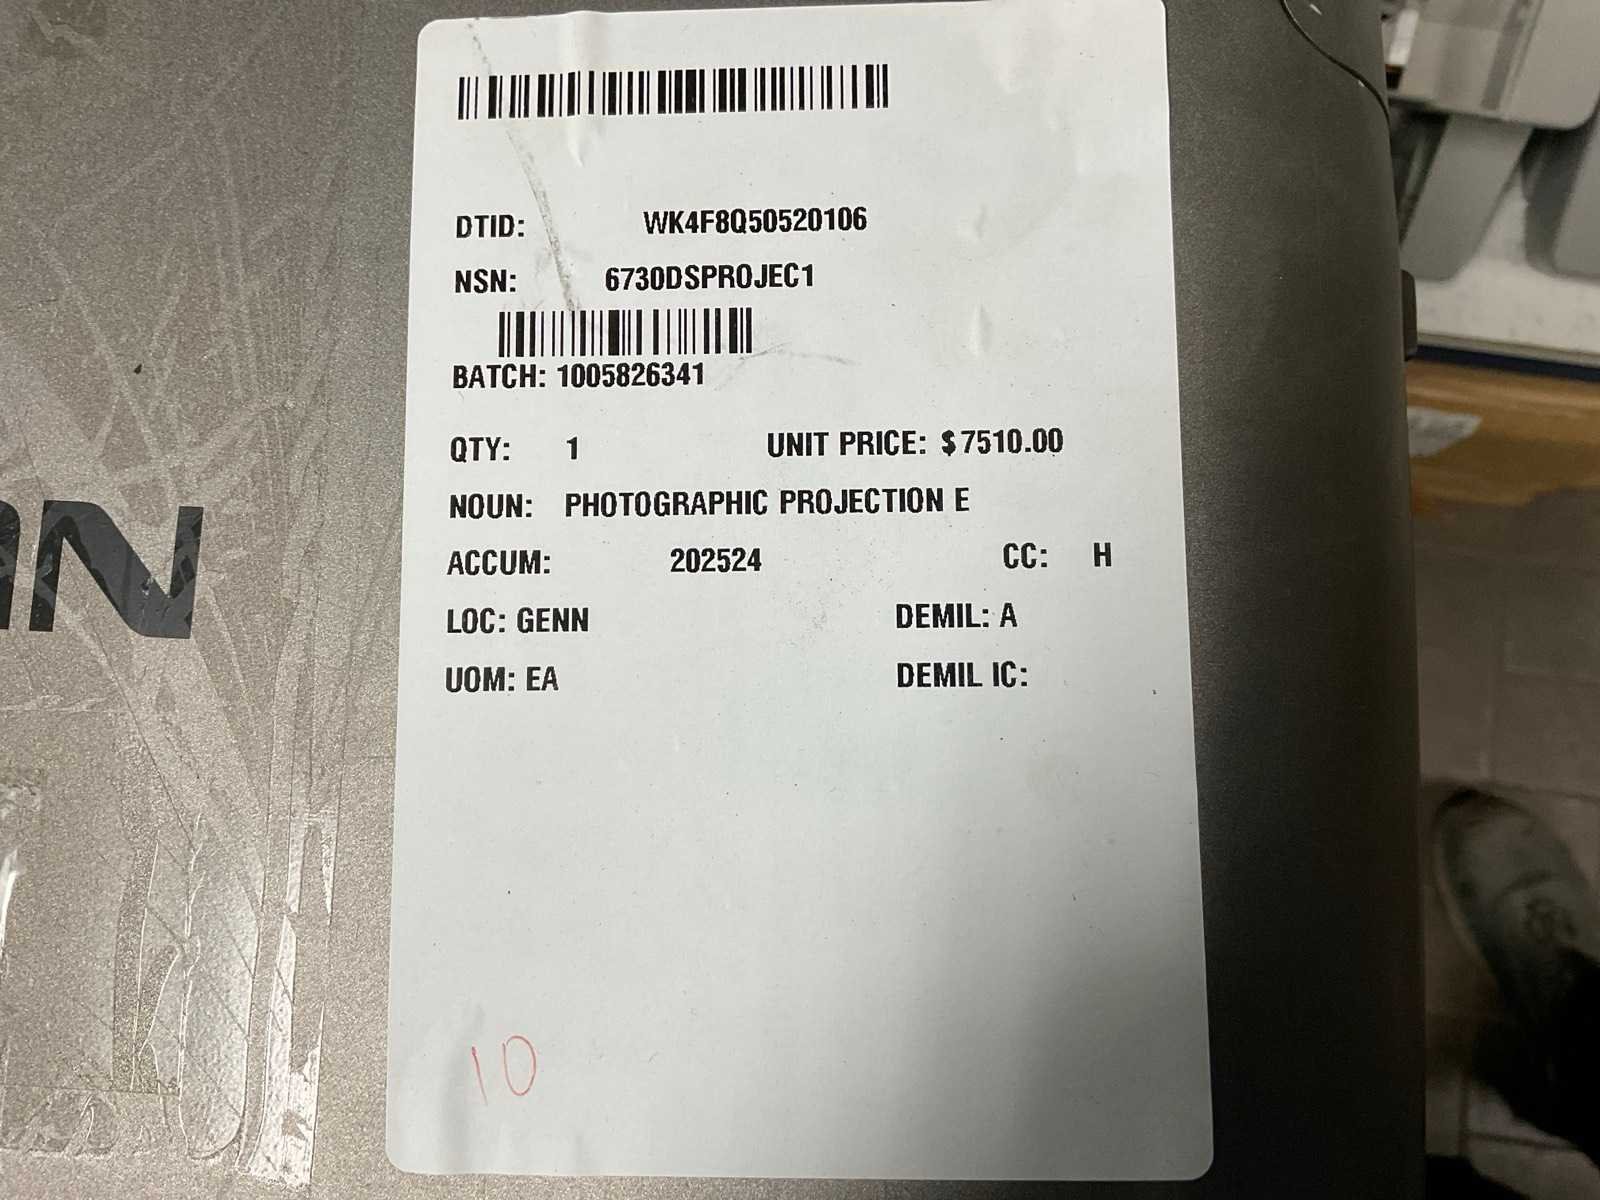 DTID: WK4F8Q50520106
NSN: 6730DSPROJEC1
BATCH: 1005826341
QTY: 1 UNIT PRICE: $7510.00
NOUN: PHOTOGRAPHIC PROJECTION E
ACCUM: 202524 CC: H
LOC: GENN DEMIL: A
UOM: EA DEMIL IC:
10